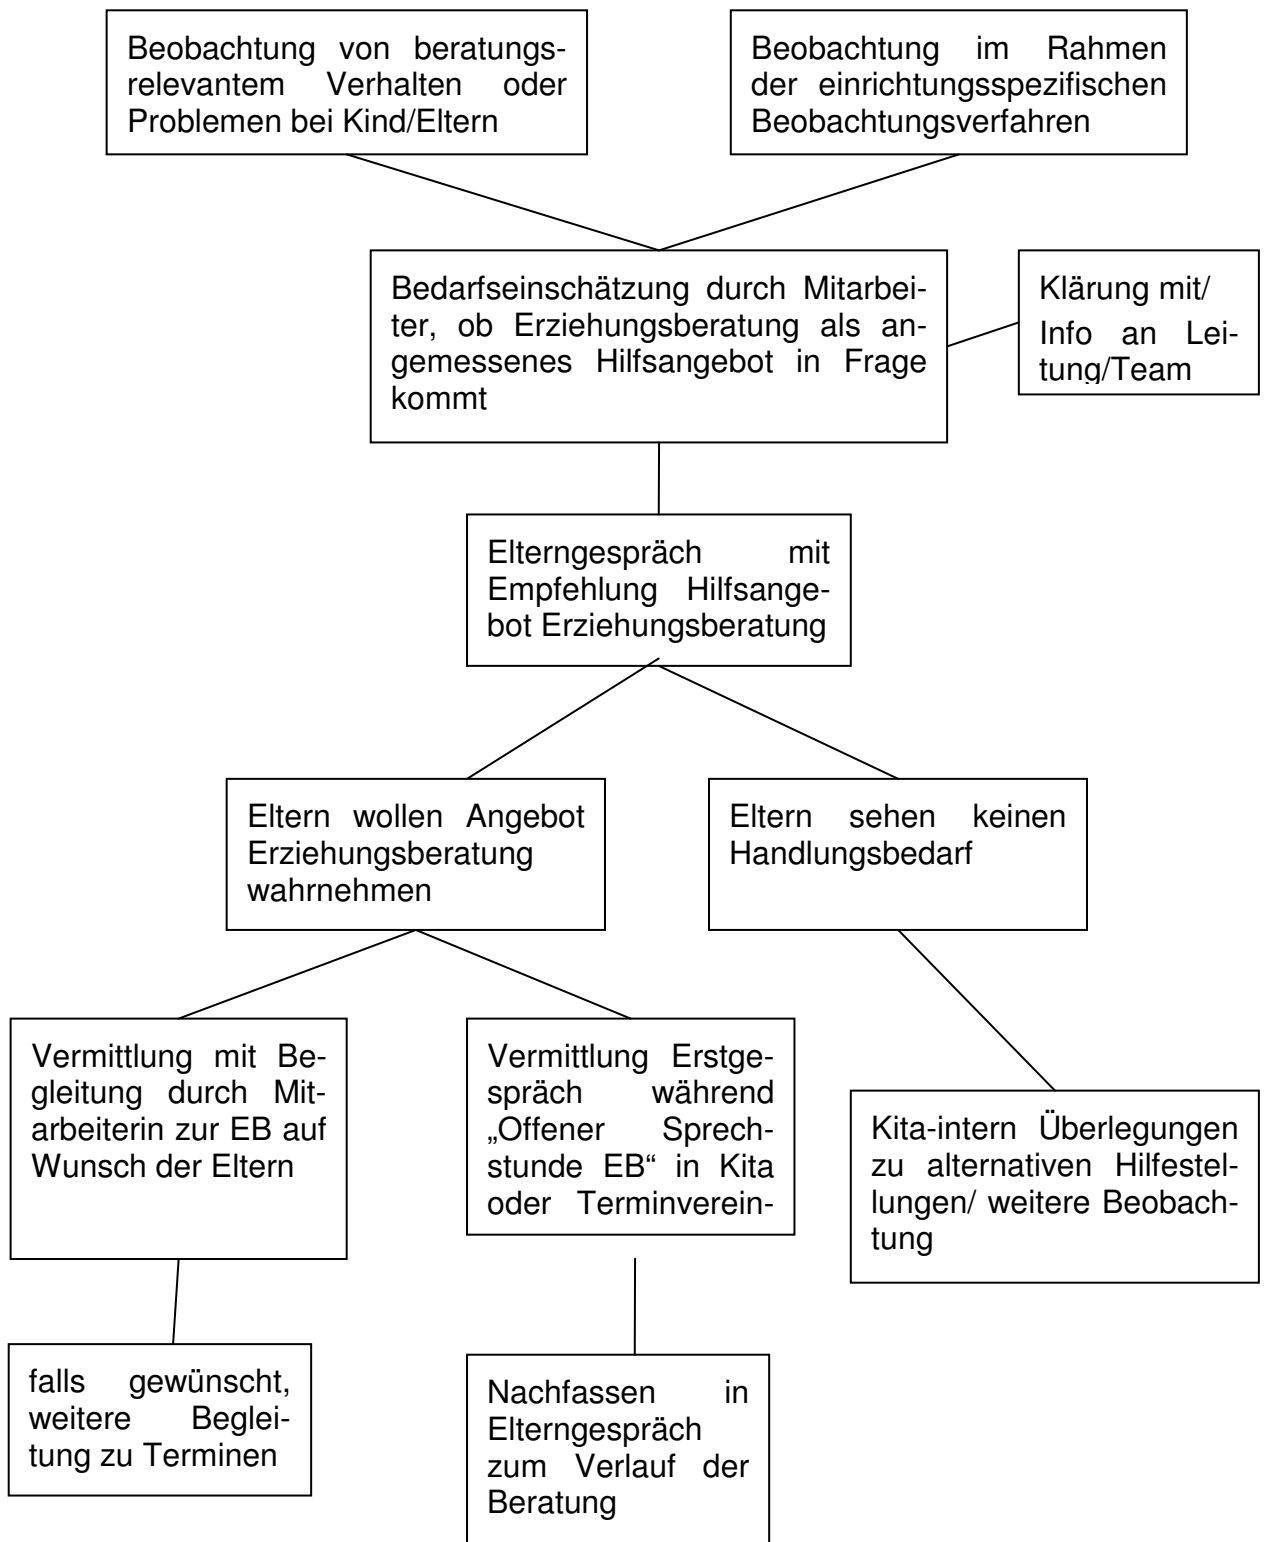 Beobachtung von beratungs-
relevantem Verhalten oder
Problemen bei Kind/Eltern
Beobachtung im Rahmen
der einrichtungsspezifischen
Beobachtungsverfahren
Bedarfseinschätzung durch Mitarbei-
ter, ob Erziehungsberatung als an-
gemessenes Hilfsangebot in Frage
kommt
Klärung mit/
Info an Lei-
tung/Team
Elterngespräch mit
Empfehlung Hilfsange-
bot Erziehungsberatung
Eltern wollen Angebot
Erziehungsberatung
wahrnehmen
Eltern sehen keinen
Handlungsbedarf
Vermittlung mit Be-
gleitung durch Mit-
arbeiterin zur EB auf
Wunsch der Eltern
Vermittlung Erstge-
spräch während
„Offener Sprech-
stunde EB“ in Kita
oder Terminverein-
Kita-intern Überlegungen
zu alternativen Hilfestel-
lungen/ weitere Beobach-
tung
falls gewünscht,
weitere Beglei-
tung zu Terminen
Nachfassen in
Elterngespräch
zum Verlauf der
Beratung